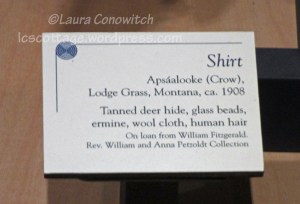 ©Laura Conowitch
lcscottage.wordpress.com
Shirt
Apsáalooke (Crow),
Lodge Grass, Montana, ca. 1908
Tanned deer hide, glass beads,
ermine, wool cloth, human hair
On loan from William Fitzgerald.
Rev. William and Anna Petzoldt Collection